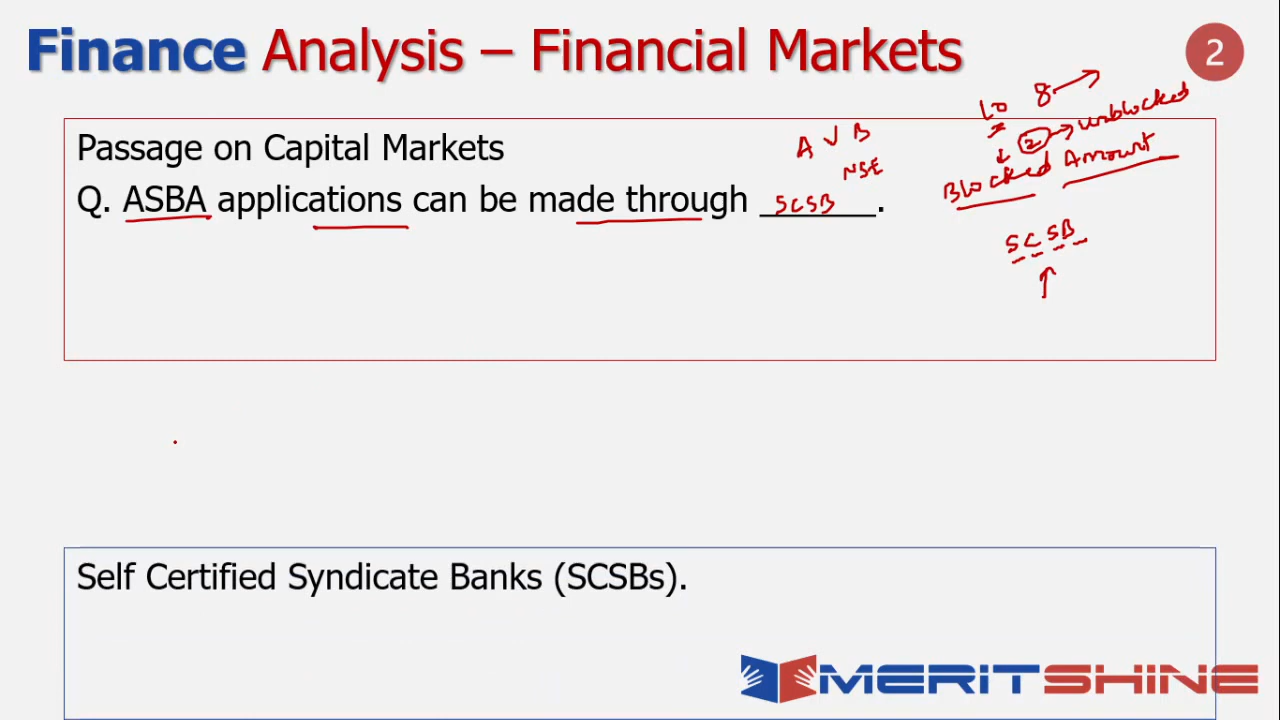 Finance Analysis – Financial Markets
2
Passage on Capital Markets
A B
NSE
10 8
2 unblocked
Blocked Amount
Q. ASBA applications can be made through SCSB.
SCSB
Self Certified Syndicate Banks (SCSBs).
MERITSHINE